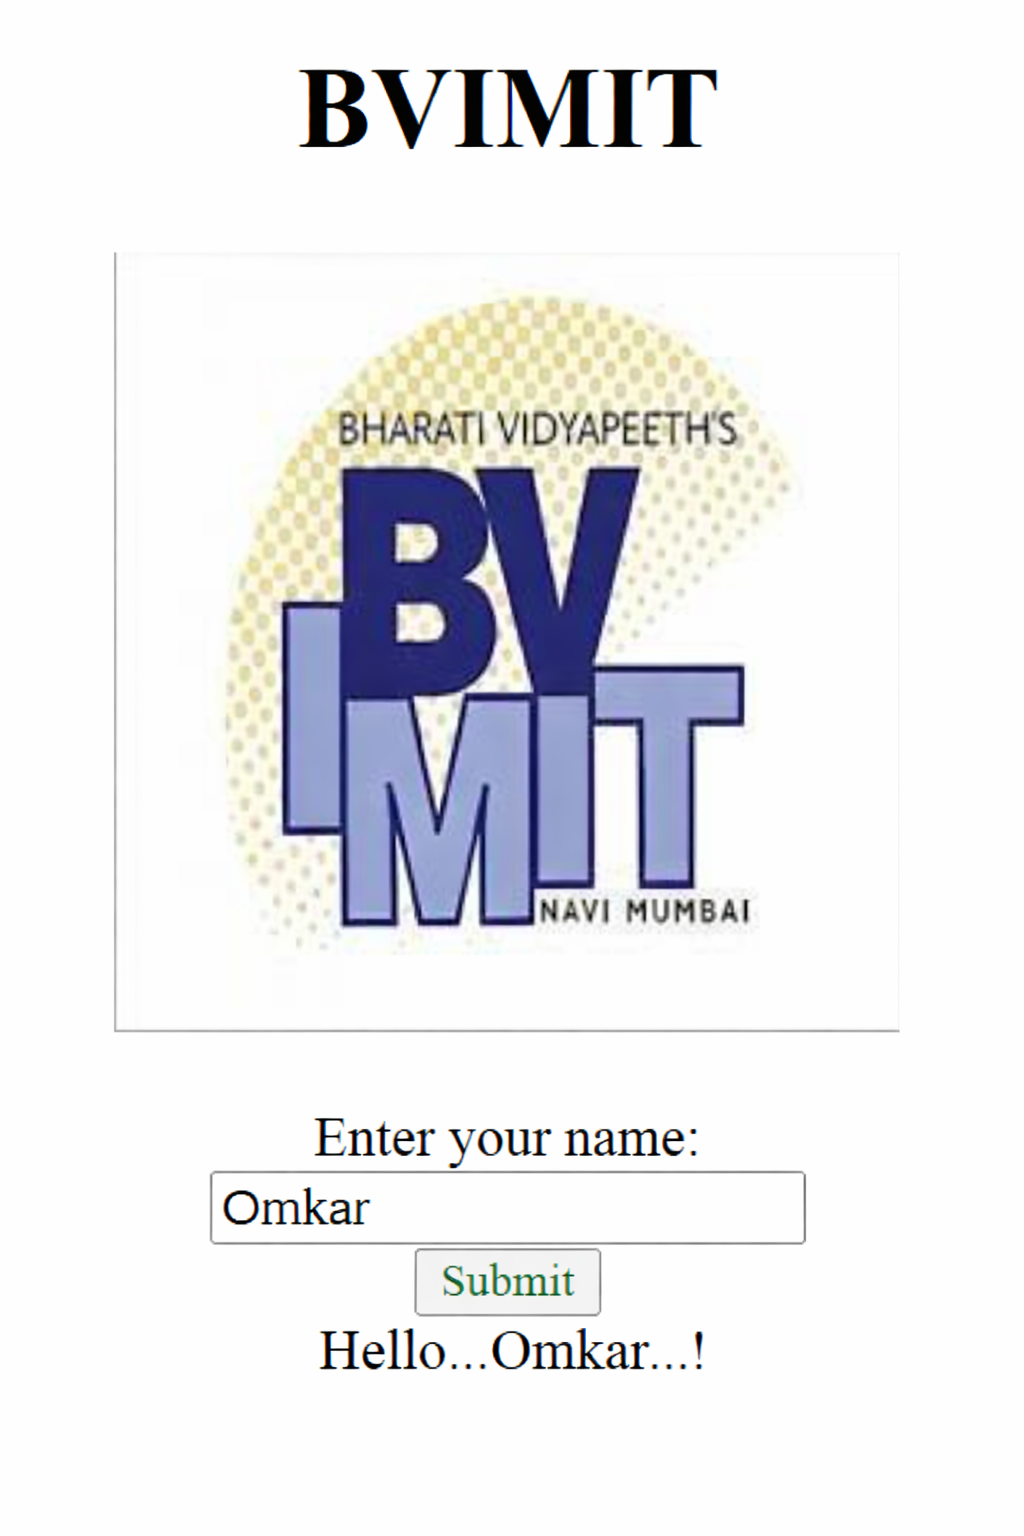 BVIMIT
BHARATI VIDYAPEETH'S
BV
IMIT
NAVI MUMBAI
Enter your name:
Omkar
Submit
Hello...Omkar...!